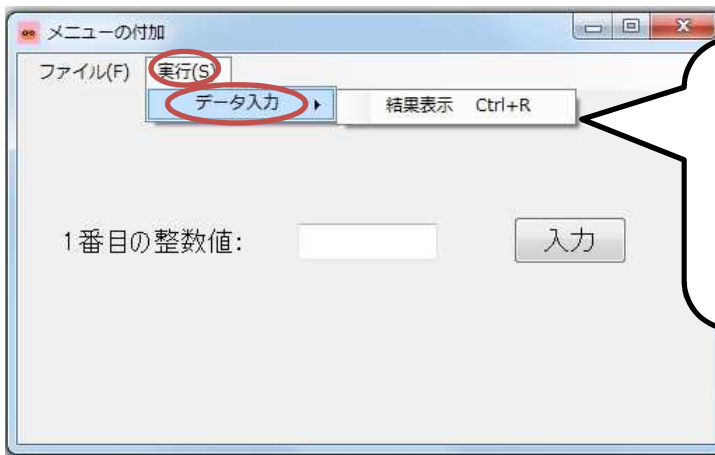 メニューの付加
ファイル(F) 実行(S)
データ入力 結果表示 Ctrl+R
1番目の整数値: 入力